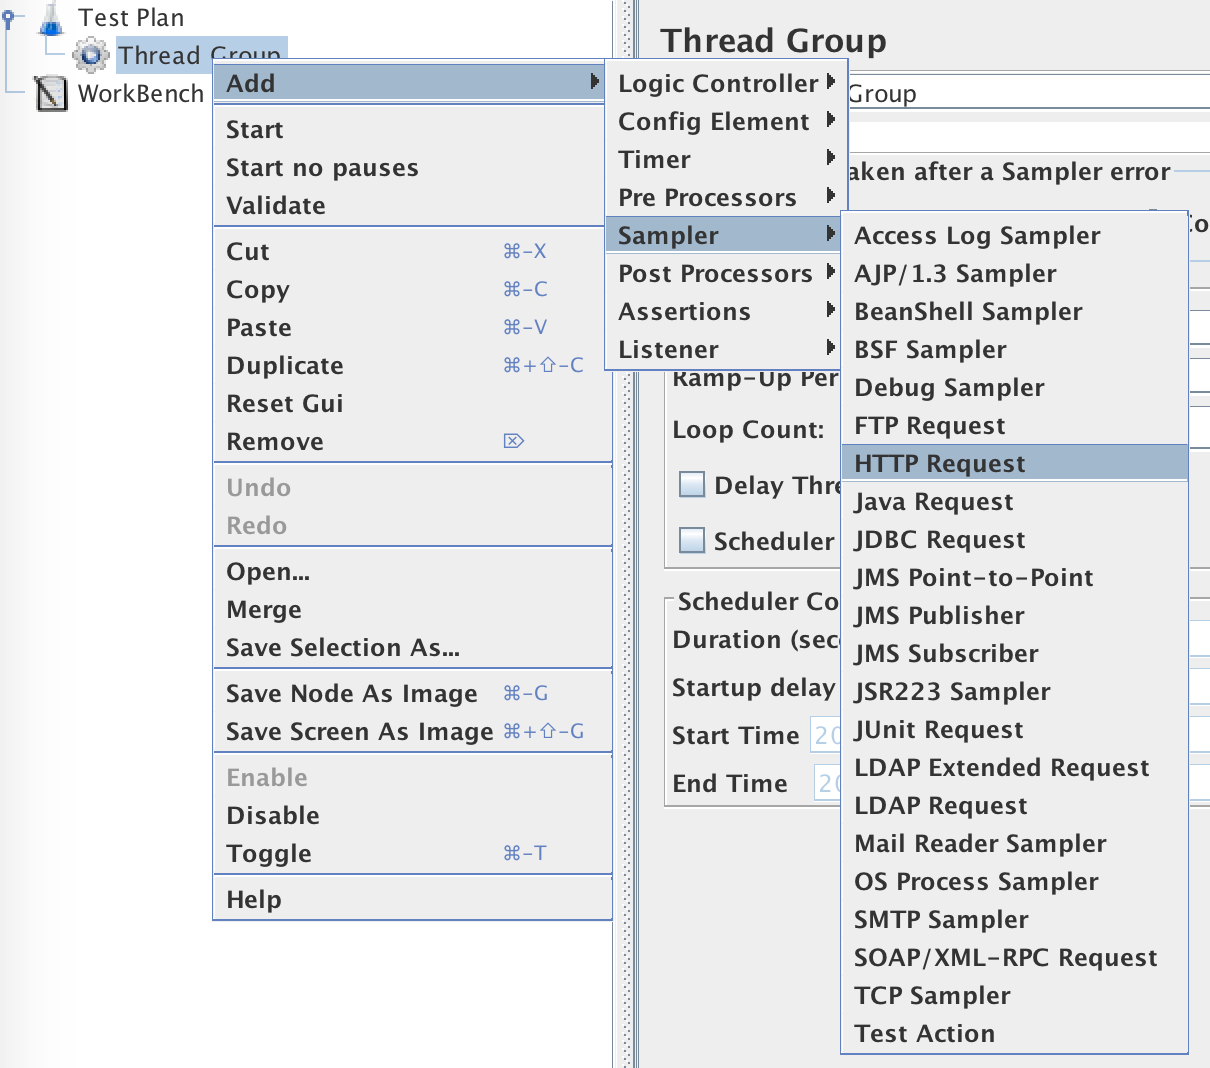 Test Plan
Thread Group
WorkBench
Add
Start
Start no pauses
Validate
Cut ⌘-X
Copy ⌘-C
Paste ⌘-V
Duplicate ⌘+⇧-C
Reset Gui
Remove ⌦
Undo
Redo
Open...
Merge
Save Selection As...
Save Node As Image ⌘-G
Save Screen As Image ⌘+⇧-G
Enable
Disable
Toggle ⌘-T
Help
Logic Controller
Config Element
Timer
Pre Processors
Sampler
Post Processors
Assertions
Listener
Access Log Sampler
AJP/1.3 Sampler
BeanShell Sampler
BSF Sampler
Debug Sampler
FTP Request
HTTP Request
Java Request
JDBC Request
JMS Point-to-Point
JMS Publisher
JMS Subscriber
JSR223 Sampler
JUnit Request
LDAP Extended Request
LDAP Request
Mail Reader Sampler
OS Process Sampler
SMTP Sampler
SOAP/XML-RPC Request
TCP Sampler
Test Action
Thread Group
Group
aken after a Sampler error
Co
Ramp-Up Per
Loop Count:
Delay Thre
Scheduler
Scheduler Co
Duration (sec
Startup delay
Start Time 20
End Time 20